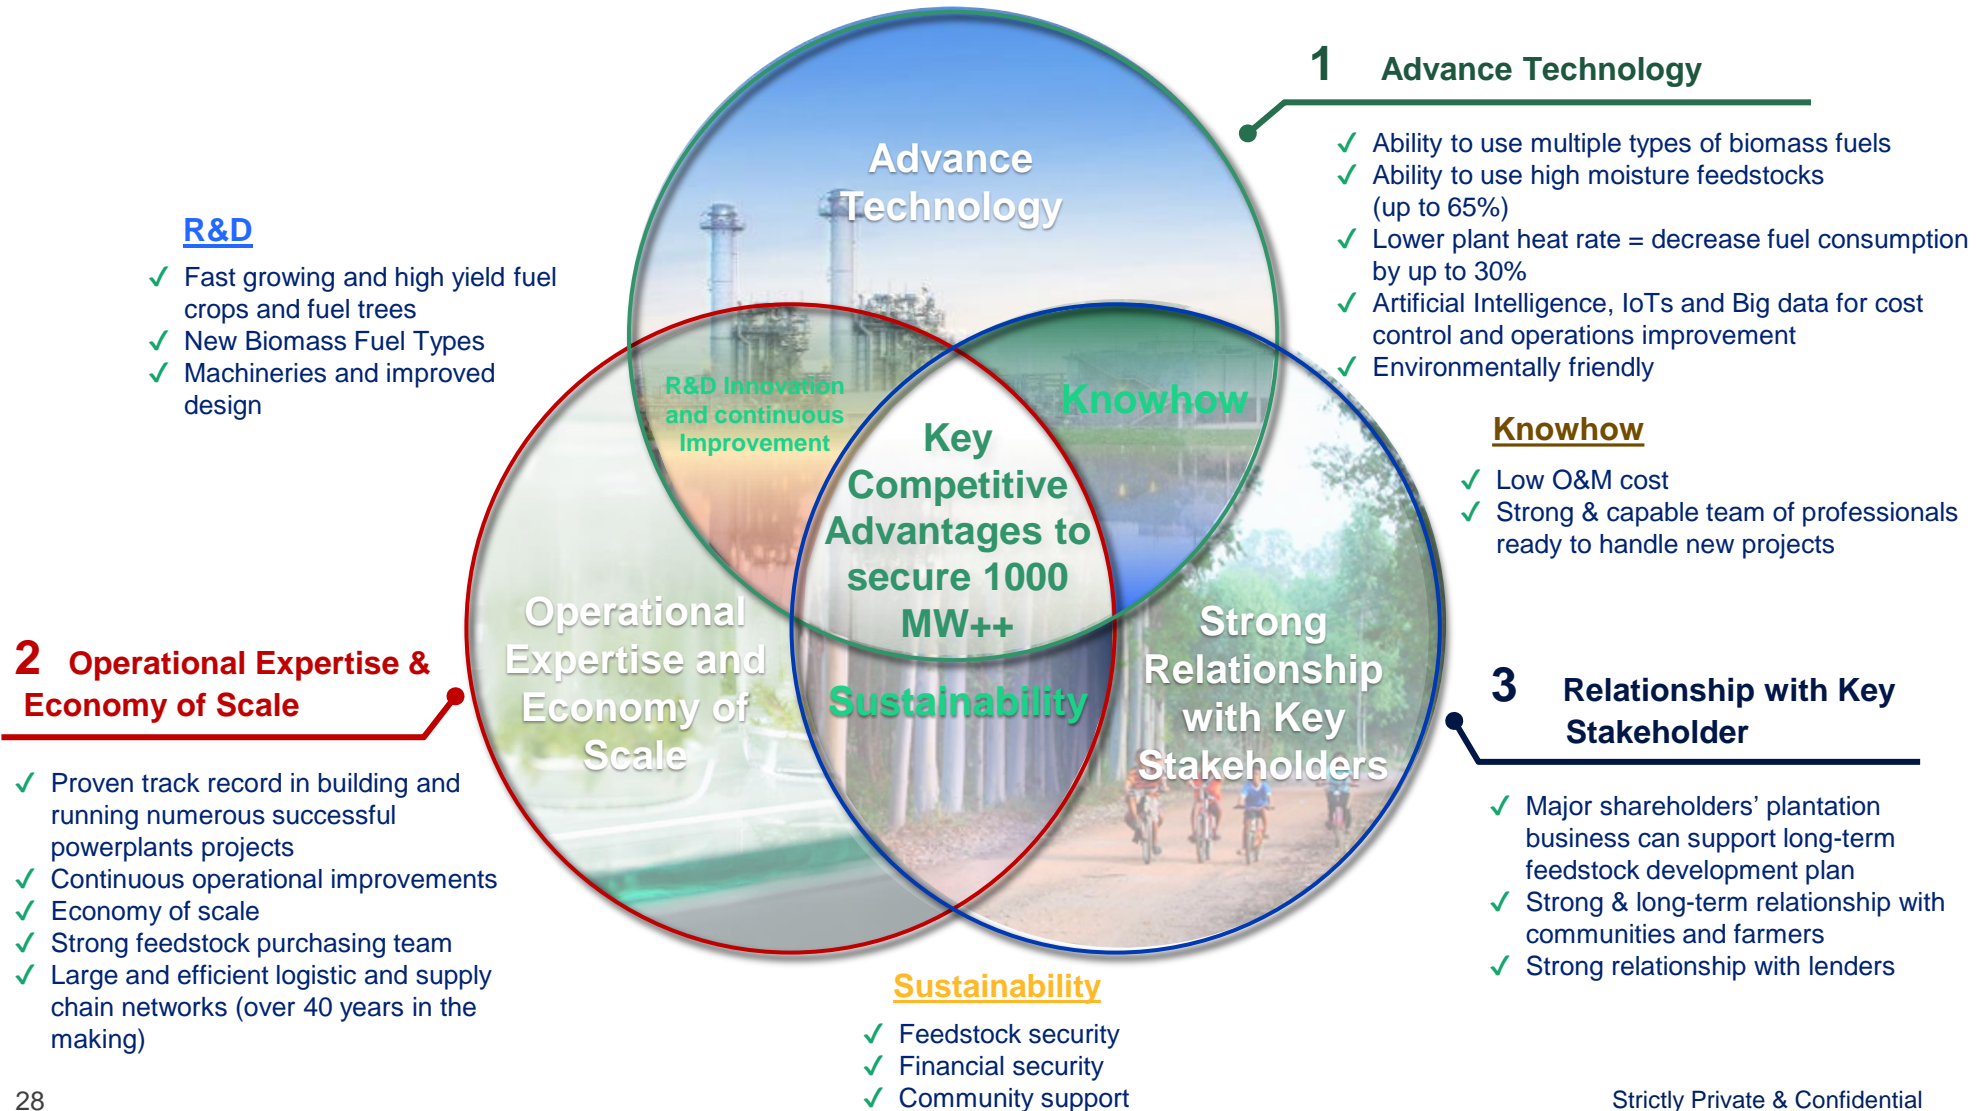 1 Advance Technology
✓ Ability to use multiple types of biomass fuels
✓ Ability to use high moisture feedstocks
(up to 65%)
✓ Lower plant heat rate = decrease fuel consumption
by up to 30%
✓ Artificial Intelligence, IoTs and Big data for cost
control and operations improvement
✓ Environmentally friendly
R&D
✓ Fast growing and high yield fuel
crops and fuel trees
✓ New Biomass Fuel Types
✓ Machineries and improved
design
Advance
Technology
R&D Innovation
and continuous
Improvement
Knowhow
Key
Competitive
Advantages to
secure 1000
MW++
Operational
Expertise and
Economy of
Scale
Sustainability
Strong
Relationship
with Key
Stakeholders
Knowhow
✓ Low O&M cost
✓ Strong & capable team of professionals
ready to handle new projects
2 Operational Expertise &
Economy of Scale
✓ Proven track record in building and
running numerous successful
powerplants projects
✓ Continuous operational improvements
✓ Economy of scale
✓ Strong feedstock purchasing team
✓ Large and efficient logistic and supply
chain networks (over 40 years in the
making)
3 Relationship with Key
Stakeholder
✓ Major shareholders’ plantation
business can support long-term
feedstock development plan
✓ Strong & long-term relationship with
communities and farmers
✓ Strong relationship with lenders
Sustainability
✓ Feedstock security
✓ Financial security
✓ Community support
28
Strictly Private & Confidential